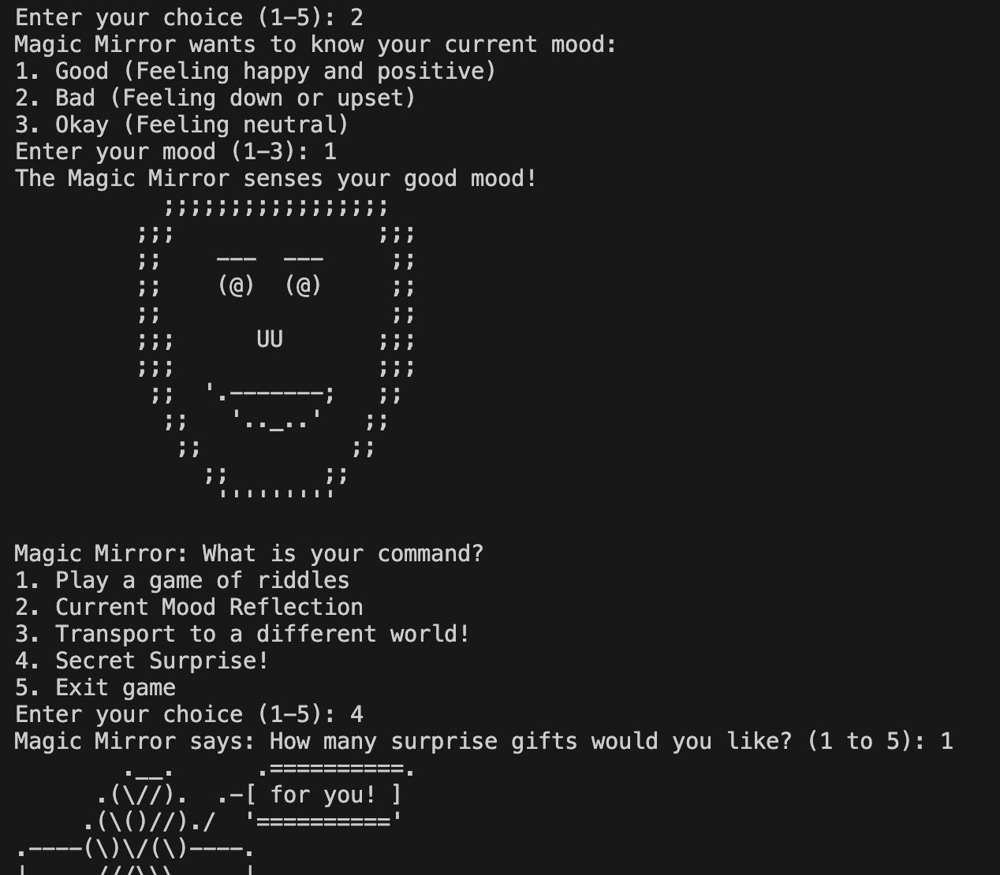 Enter your choice (1-5): 2
Magic Mirror wants to know your current mood:
1. Good (Feeling happy and positive)
2. Bad (Feeling down or upset)
3. Okay (Feeling neutral)
Enter your mood (1-3): 1
The Magic Mirror senses your good mood!
           ;;;;;;;;;;;;;;;;;
         ;;;               ;;;
         ;;    ---  ---     ;;
         ;;    (@)  (@)     ;;
         ;;                 ;;
         ;;;      UU       ;;;
         ;;;               ;;;
          ;;  '.-------;   ;;
           ;;   '.._..'   ;;
            ;;           ;;
              ;;       ;;
               '''''''''
Magic Mirror: What is your command?
1. Play a game of riddles
2. Current Mood Reflection
3. Transport to a different world!
4. Secret Surprise!
5. Exit game
Enter your choice (1-5): 4
Magic Mirror says: How many surprise gifts would you like? (1 to 5): 1
        .__.      .==========.
      .(\//).  .-[ for you! ]
     .(\()//)./  '=========='
.----(\)\/(\)----.
|     ///\\\     |